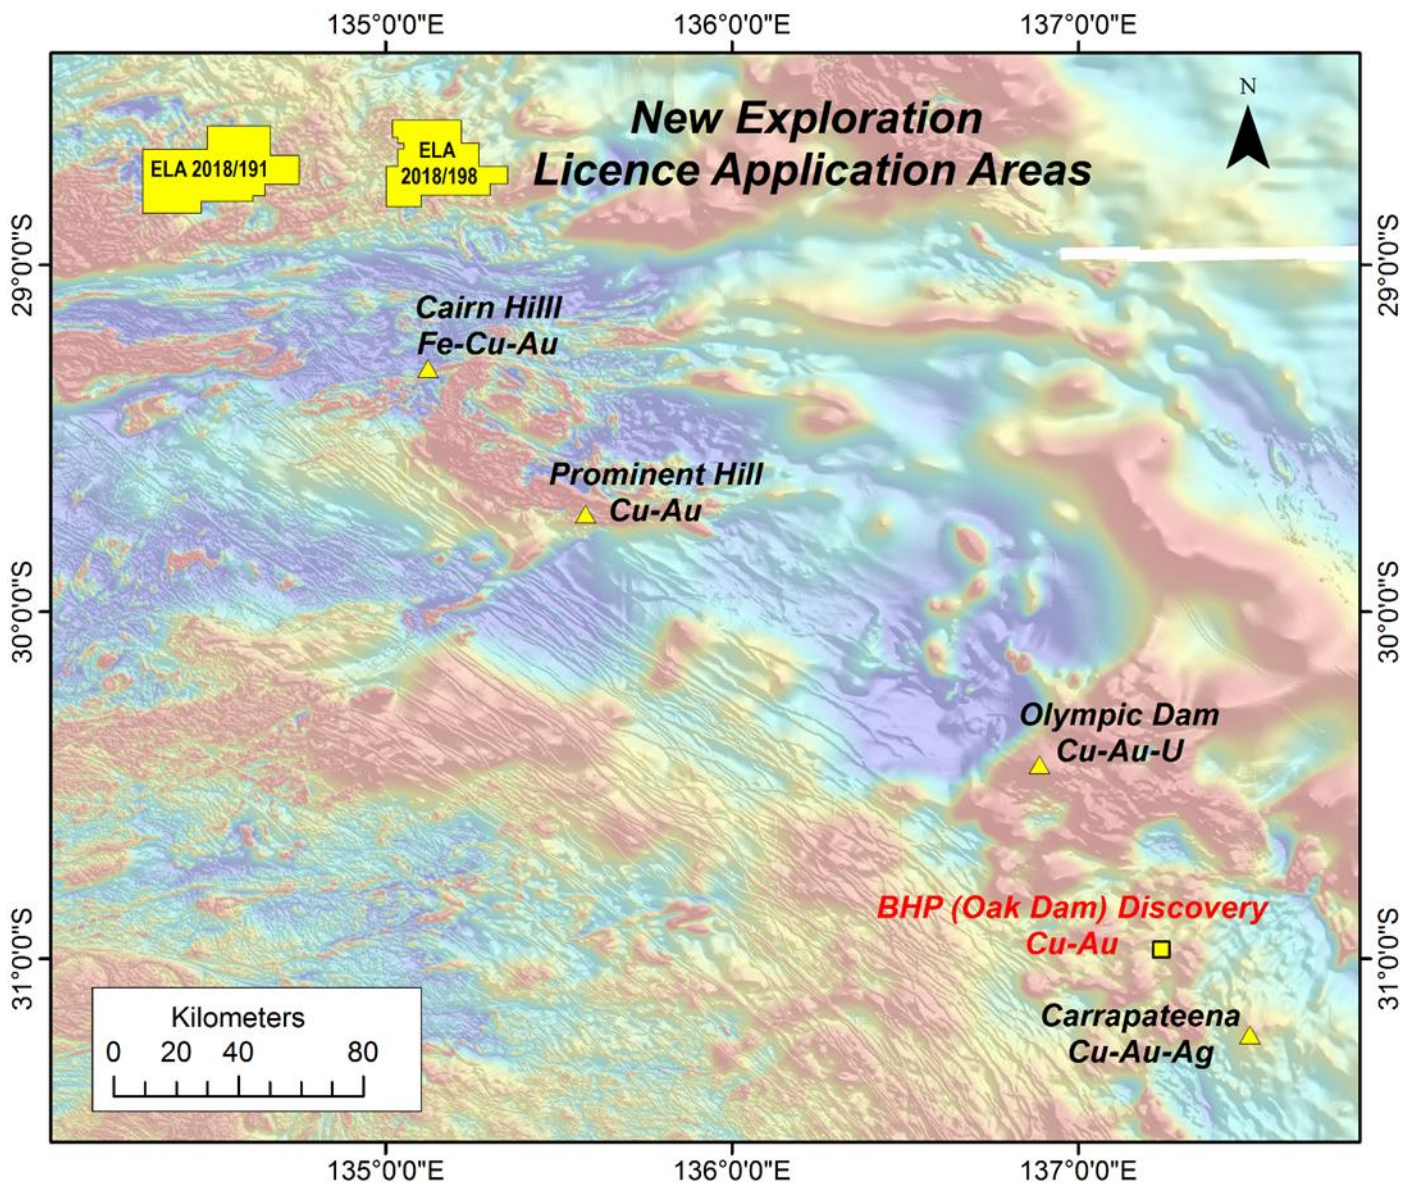 135°0'0"E 136°0'0"E 137°0'0"E
New Exploration
Licence Application Areas
N
ELA 2018/191
ELA
2018/198
29°0'0"S 29°0'0"S
Cairn Hilll
Fe-Cu-Au
Prominent Hill
Cu-Au
30°0'0"S 30°0'0"S
Olympic Dam
Cu-Au-U
BHP (Oak Dam) Discovery
Cu-Au
31°0'0"S 31°0'0"S
Carrapateena
Cu-Au-Ag
Kilometers
0 20 40 80
135°0'0"E 136°0'0"E 137°0'0"E